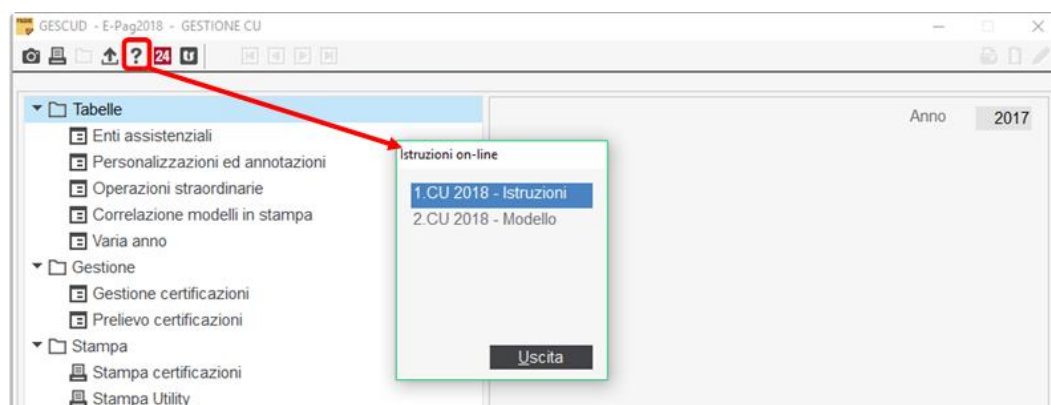 GESCUD - E-Pag2018 - GESTIONE CU
? 24
Tabelle
Enti assistenziali
Personalizzazioni ed annotazioni
Operazioni straordinarie
Correlazione modelli in stampa
Varia anno
Gestione
Gestione certificazioni
Prelievo certificazioni
Stampa
Stampa certificazioni
Stampa Utility
Anno 2017
Istruzioni on-line
1.CU 2018 - Istruzioni
2.CU 2018 - Modello
Uscita